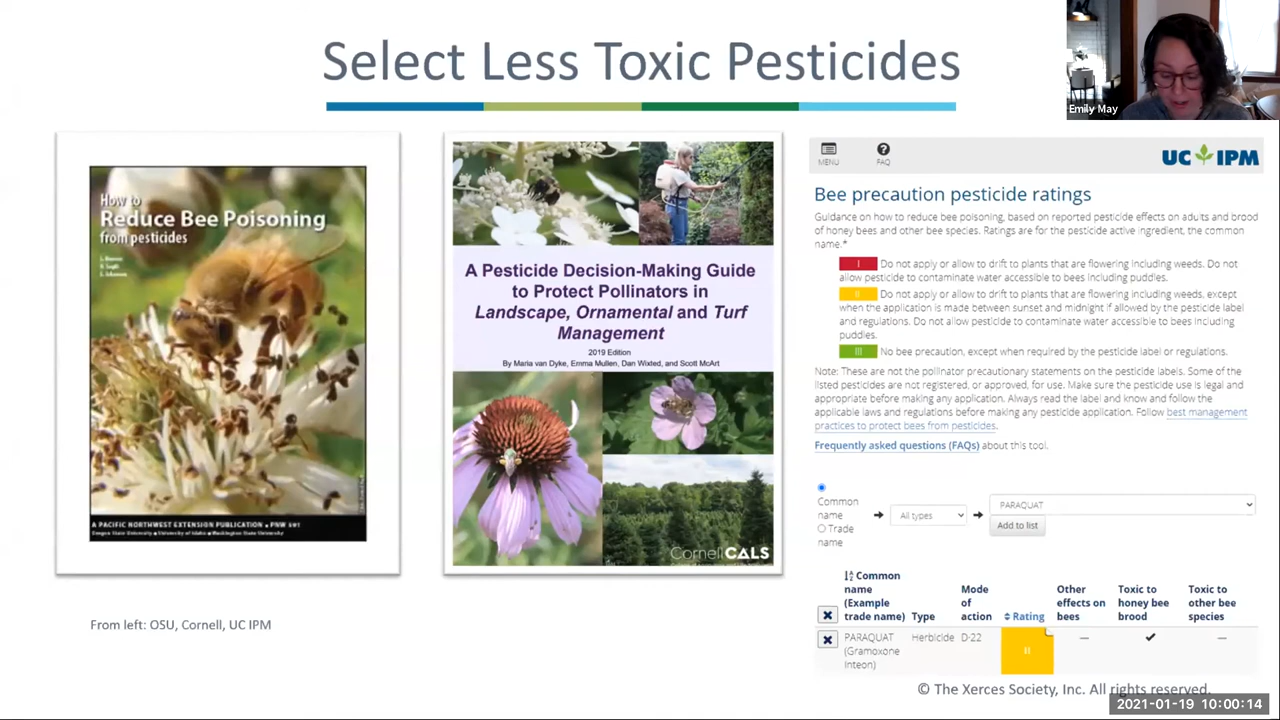 Select Less Toxic Pesticides
Emily May
How to
Reduce Bee Poisoning
from pesticides
A PACIFIC NORTHWEST EXTENSION PUBLICATION • PNW 591
Oregon State University • University of Idaho • Washington State University
A Pesticide Decision-Making Guide
to Protect Pollinators in
Landscape, Ornamental and Turf
Management
2019 Edition
By Maria van Dyke, Emma Mullen, Dan Wixted, and Scott McArt
CornellCALS
MENU
FAQ
UC IPM
Bee precaution pesticide ratings
Guidance on how to reduce bee poisoning, based on reported pesticide effects on adults and brood
of honey bees and other bee species. Ratings are for the pesticide active ingredient, the common
name.*
I Do not apply or allow to drift to plants that are flowering including weeds. Do not
allow pesticide to contaminate water accessible to bees including puddles.
II Do not apply or allow to drift to plants that are flowering including weeds, except
when the application is made between sunset and midnight if allowed by the pesticide label
and regulations. Do not allow pesticide to contaminate water accessible to bees including
puddles.
III No bee precaution, except when required by the pesticide label or regulations.
Note: These are not the pollinator precautionary statements on the pesticide labels. Some of the
listed pesticides are not registered, or approved, for use. Make sure the pesticide use is legal and
appropriate before making any application. Always read the label and know and follow the
applicable laws and regulations before making any pesticide application. Follow best management
practices to protect bees from pesticides.
Frequently asked questions (FAQs) about this tool.
Common
name
Trade
name
All types
PARAQUAT
Add to list
Common
name
(Example
trade name)
Type
Mode
of
action
Rating
Other
effects on
bees
Toxic to
honey bee
brood
Toxic to
other bee
species
PARAQUAT
(Gramoxone
Inteon)
Herbicide
D-22
II
—
—
From left: OSU, Cornell, UC IPM
© The Xerces Society, Inc. All rights reserved.
2021-01-19 10:00:14